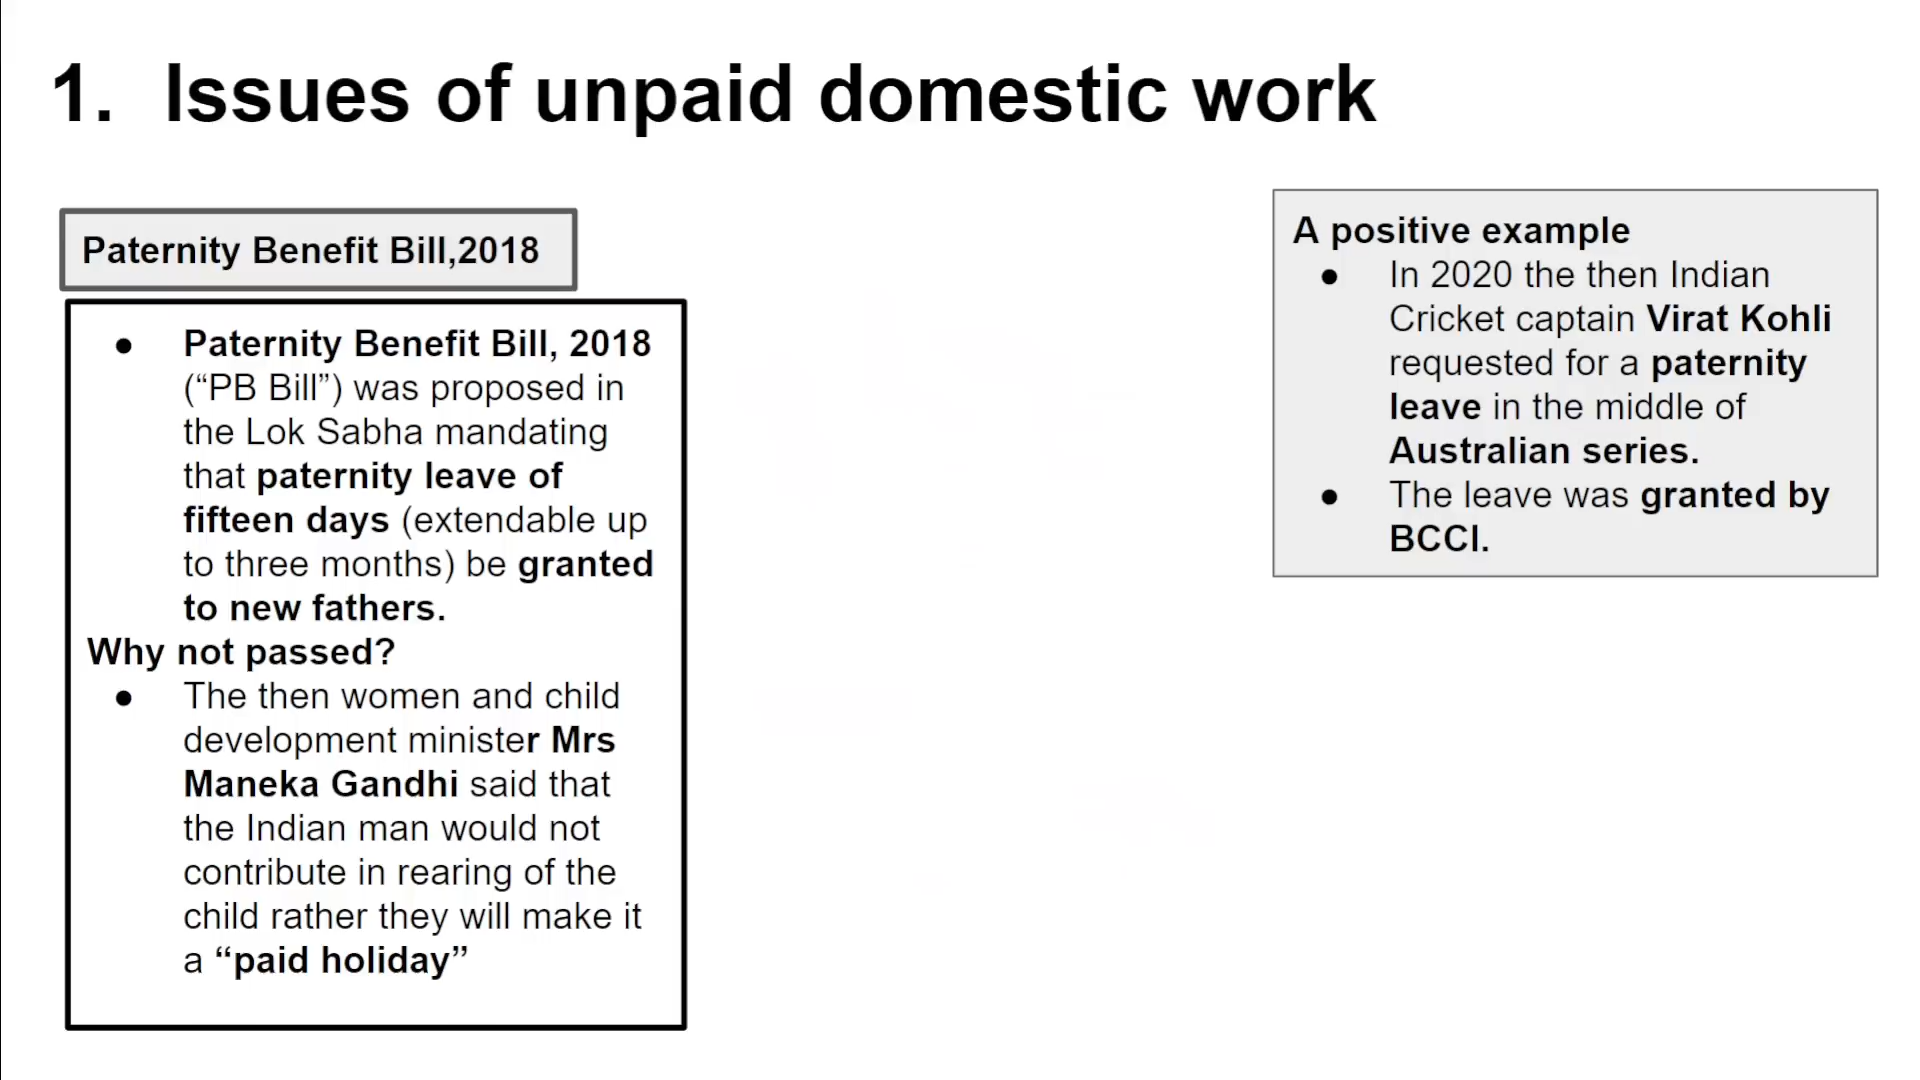 1. Issues of unpaid domestic work
Paternity Benefit Bill,2018
● Paternity Benefit Bill, 2018
(“PB Bill”) was proposed in
the Lok Sabha mandating
that paternity leave of
fifteen days (extendable up
to three months) be granted
to new fathers.
Why not passed?
● The then women and child
development minister Mrs
Maneka Gandhi said that
the Indian man would not
contribute in rearing of the
child rather they will make it
a “paid holiday”
A positive example
● In 2020 the then Indian
Cricket captain Virat Kohli
requested for a paternity
leave in the middle of
Australian series.
● The leave was granted by
BCCI.